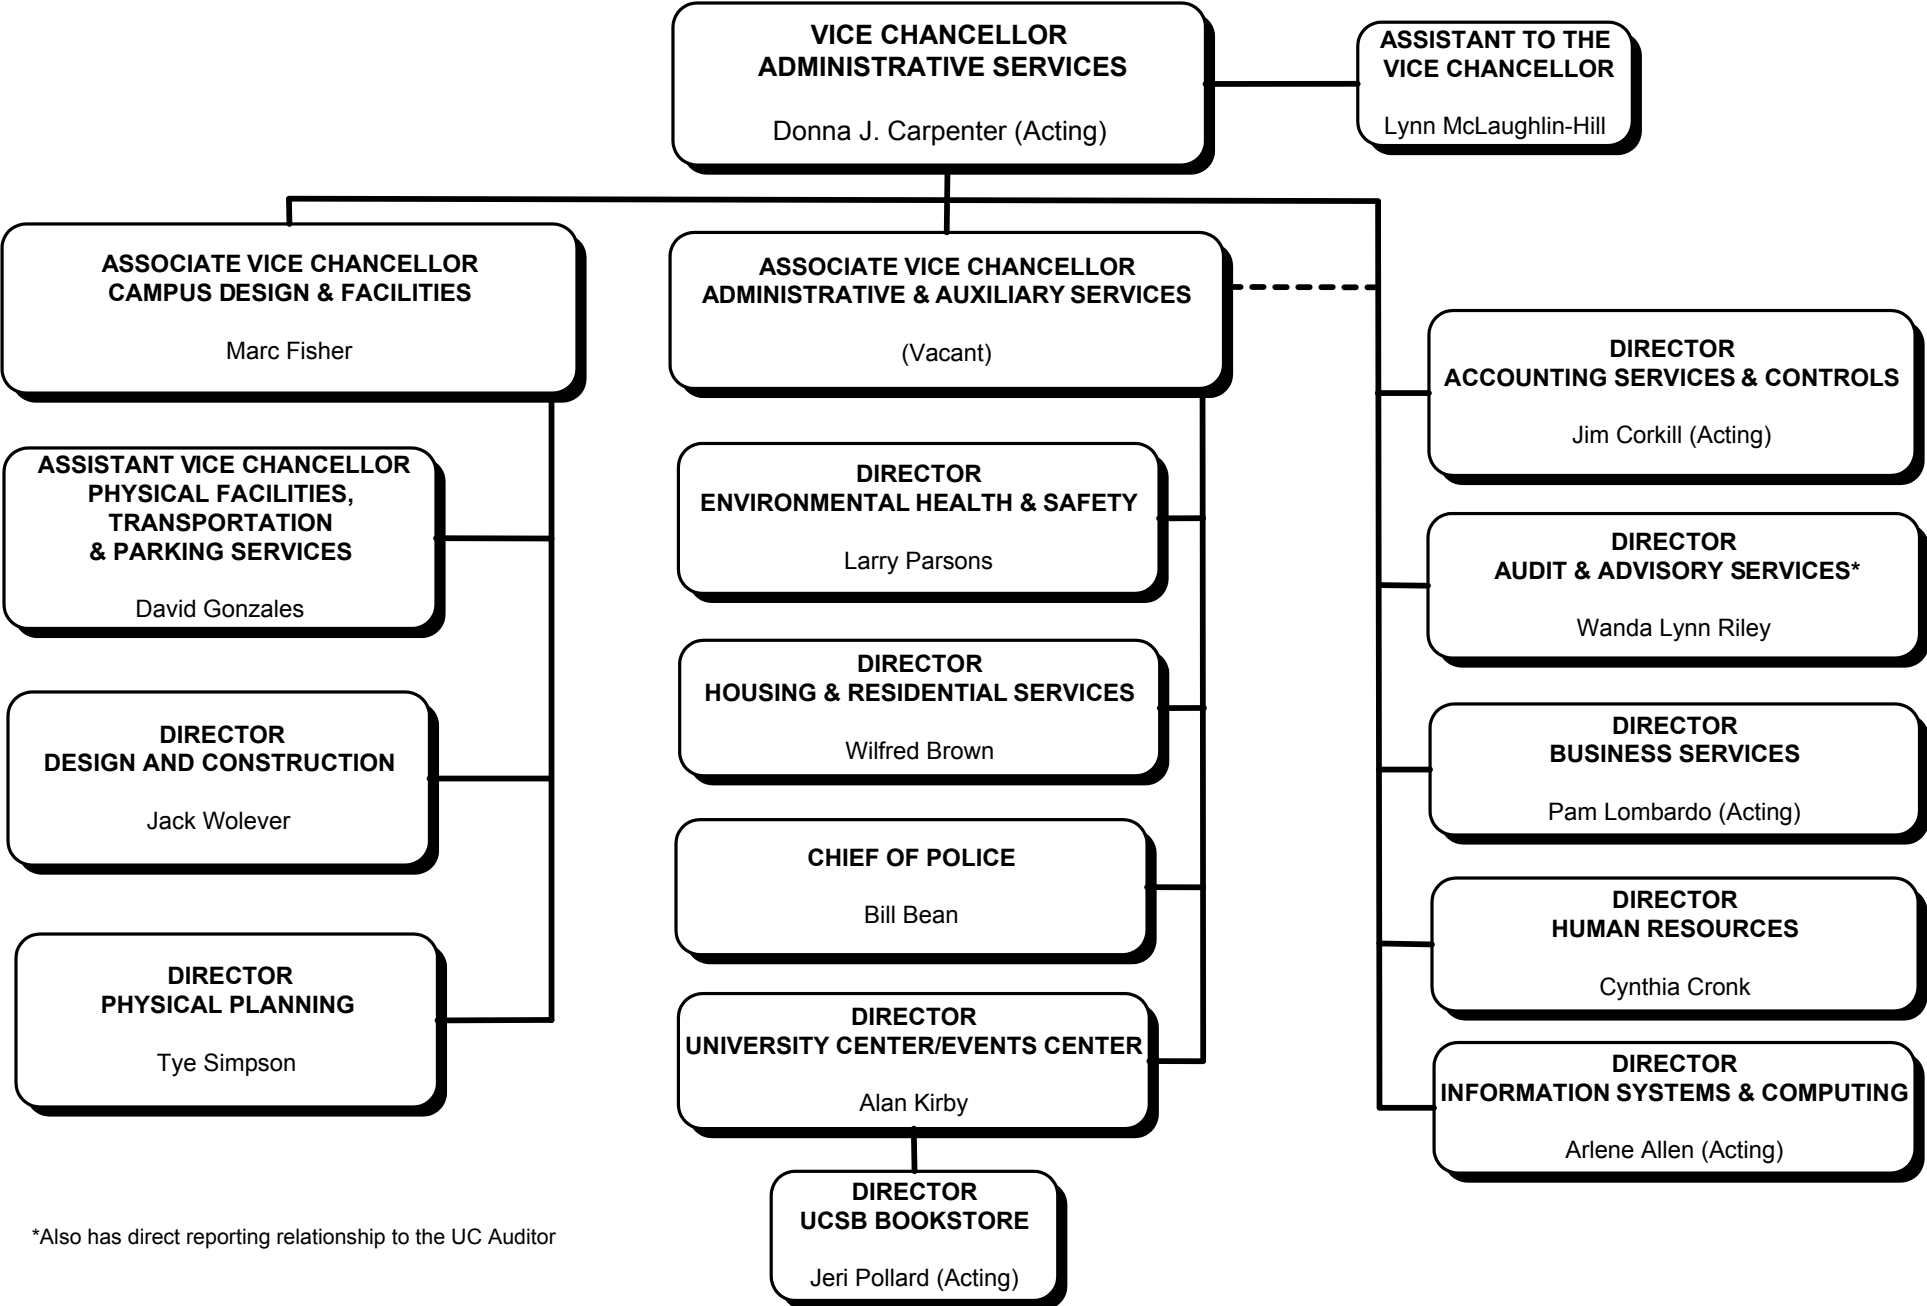 VICE CHANCELLOR
ADMINISTRATIVE SERVICES
Donna J. Carpenter (Acting)
ASSISTANT TO THE
VICE CHANCELLOR
Lynn McLaughlin-Hill
ASSOCIATE VICE CHANCELLOR
CAMPUS DESIGN & FACILITIES
Marc Fisher
ASSISTANT VICE CHANCELLOR
PHYSICAL FACILITIES,
TRANSPORTATION
& PARKING SERVICES
David Gonzales
DIRECTOR
DESIGN AND CONSTRUCTION
Jack Wolever
DIRECTOR
PHYSICAL PLANNING
Tye Simpson
ASSOCIATE VICE CHANCELLOR
ADMINISTRATIVE & AUXILIARY SERVICES
(Vacant)
DIRECTOR
ENVIRONMENTAL HEALTH & SAFETY
Larry Parsons
DIRECTOR
HOUSING & RESIDENTIAL SERVICES
Wilfred Brown
CHIEF OF POLICE
Bill Bean
DIRECTOR
UNIVERSITY CENTER/EVENTS CENTER
Alan Kirby
DIRECTOR
UCSB BOOKSTORE
Jeri Pollard (Acting)
DIRECTOR
ACCOUNTING SERVICES & CONTROLS
Jim Corkill (Acting)
DIRECTOR
AUDIT & ADVISORY SERVICES*
Wanda Lynn Riley
DIRECTOR
BUSINESS SERVICES
Pam Lombardo (Acting)
DIRECTOR
HUMAN RESOURCES
Cynthia Cronk
DIRECTOR
INFORMATION SYSTEMS & COMPUTING
Arlene Allen (Acting)
*Also has direct reporting relationship to the UC Auditor